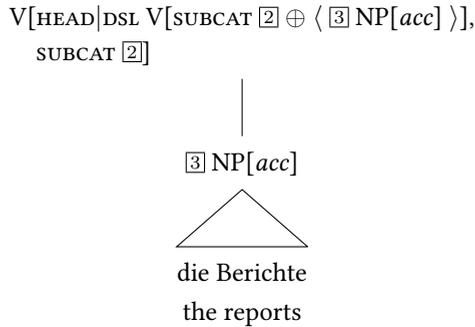 V[HEAD|DSL V[SUBCAT 2 ⊕ ⟨ 3 NP[acc] ⟩],
SUBCAT 2]
3 NP[acc]
die Berichte
the reports